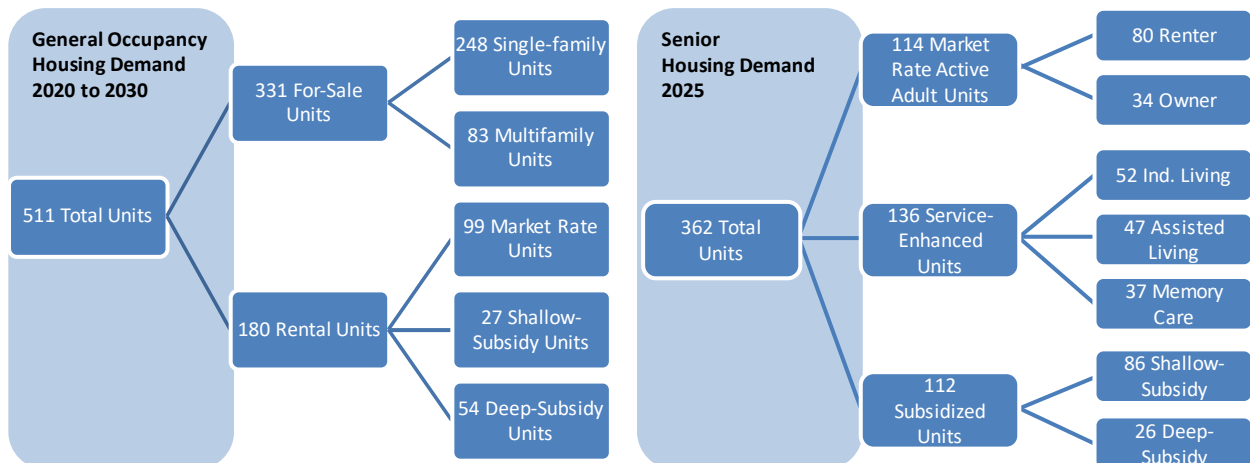 General Occupancy
Housing Demand
2020 to 2030
511 Total Units
331 For-Sale
Units
248 Single-family
Units
83 Multifamily
Units
180 Rental Units
99 Market Rate
Units
27 Shallow-
Subsidy Units
54 Deep-Subsidy
Units
Senior
Housing Demand
2025
362 Total
Units
114 Market
Rate Active
Adult Units
80 Renter
34 Owner
136 Service-
Enhanced
Units
52 Ind. Living
47 Assisted
Living
37 Memory
Care
112
Subsidized
Units
86 Shallow-
Subsidy
26 Deep-
Subsidy